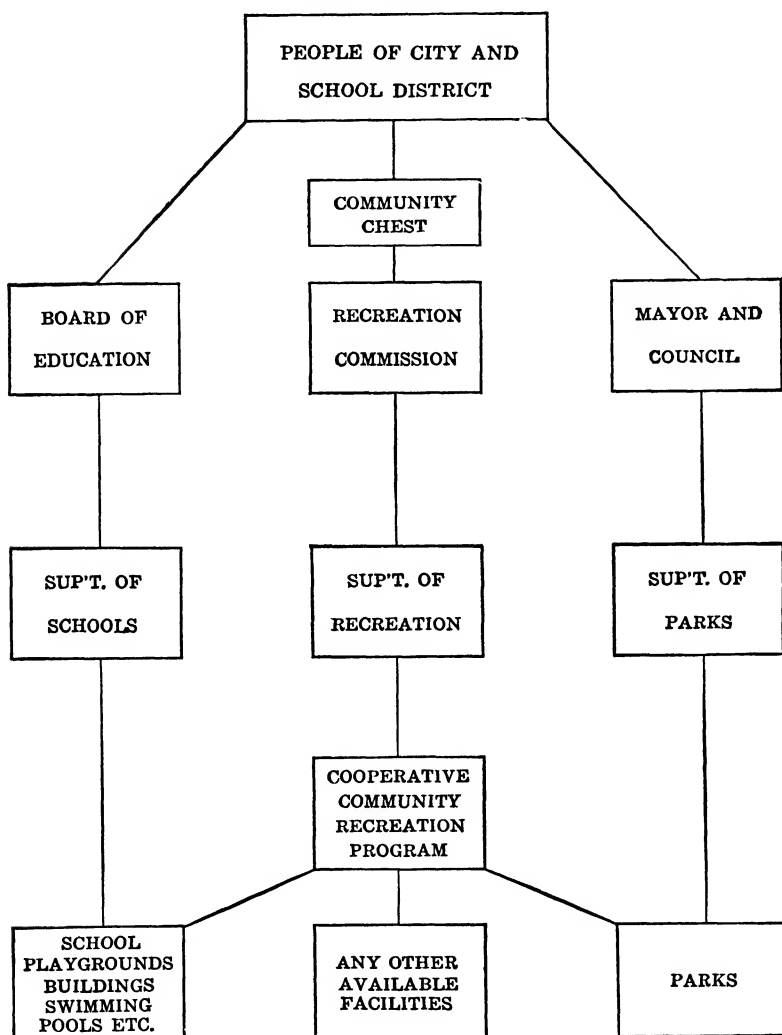 PEOPLE OF CITY AND
SCHOOL DISTRICT
COMMUNITY
CHEST
BOARD OF
EDUCATION
RECREATION
COMMISSION
MAYOR AND
COUNCIL
SUP'T. OF
SCHOOLS
SUP'T. OF
RECREATION
SUP'T. OF
PARKS
COOPERATIVE
COMMUNITY
RECREATION
PROGRAM
SCHOOL
PLAYGROUNDS
BUILDINGS
SWIMMING
POOLS ETC.
ANY OTHER
AVAILABLE
FACILITIES
PARKS